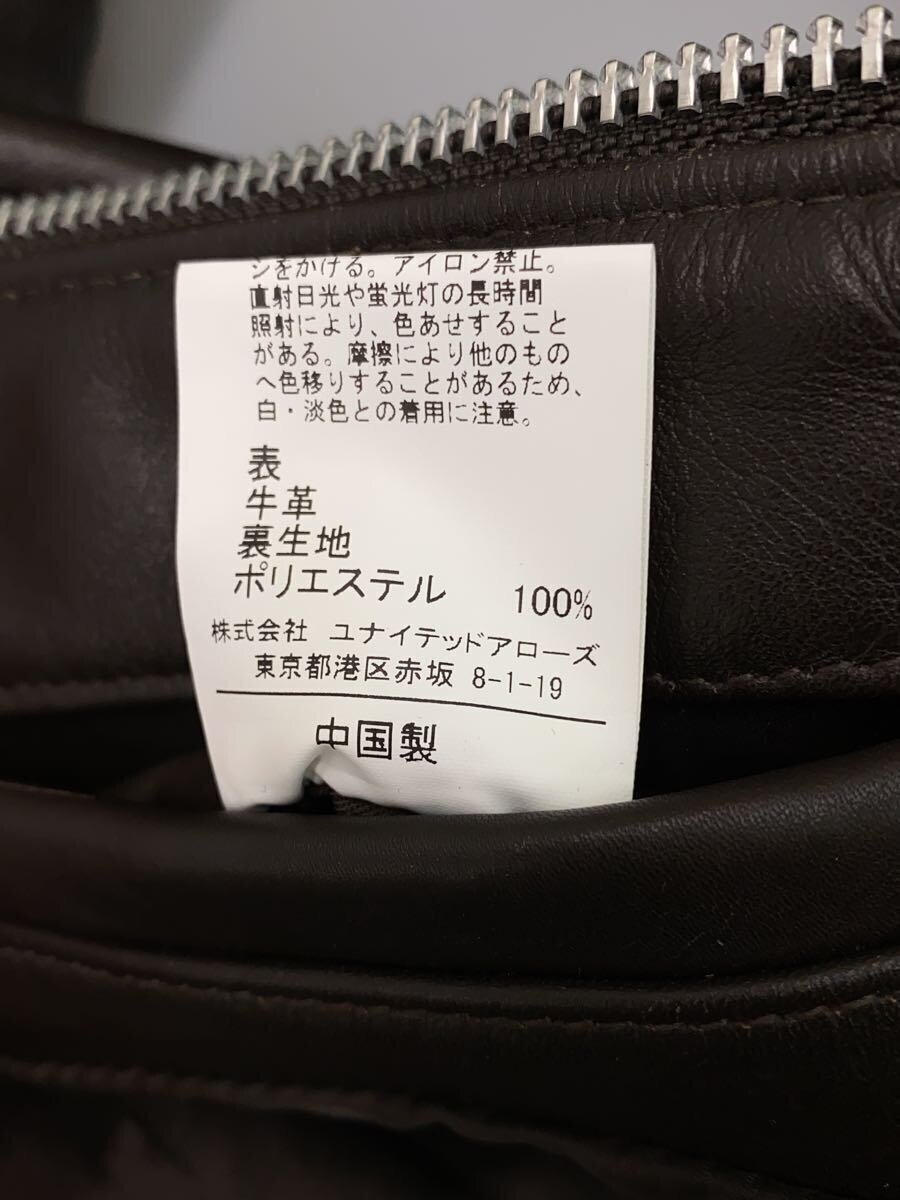 シをかける。アイロン禁止。
直射日光や蛍光灯の長時間
照射により、色あせすること
がある。摩擦により他のもの
へ色移りすることがあるため、
白・淡色との着用に注意。
表
牛革
裏生地
ポリエステル 100%
株式会社 ユナイテッドアローズ
東京都港区赤坂 8-1-19
中国製